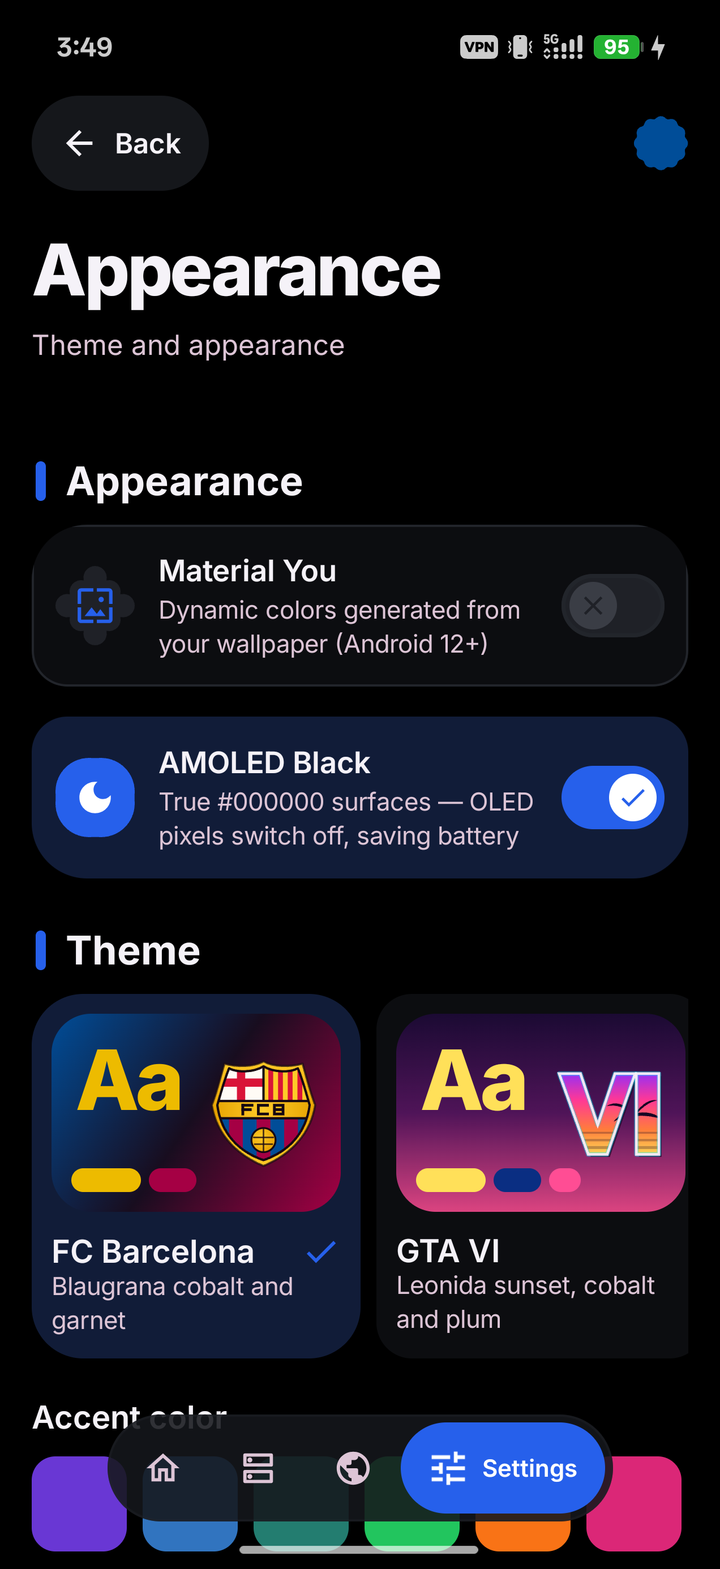 3:49
VPN
5G
95
Back
Appearance
Theme and appearance
Appearance
Material You
Dynamic colors generated from
your wallpaper (Android 12+)
AMOLED Black
True #000000 surfaces — OLED
pixels switch off, saving battery
Theme
Aa
FCB
Aa
VI
FC Barcelona
Blaugrana cobalt and
garnet
GTA VI
Leonida sunset, cobalt
and plum
Accent color
Settings